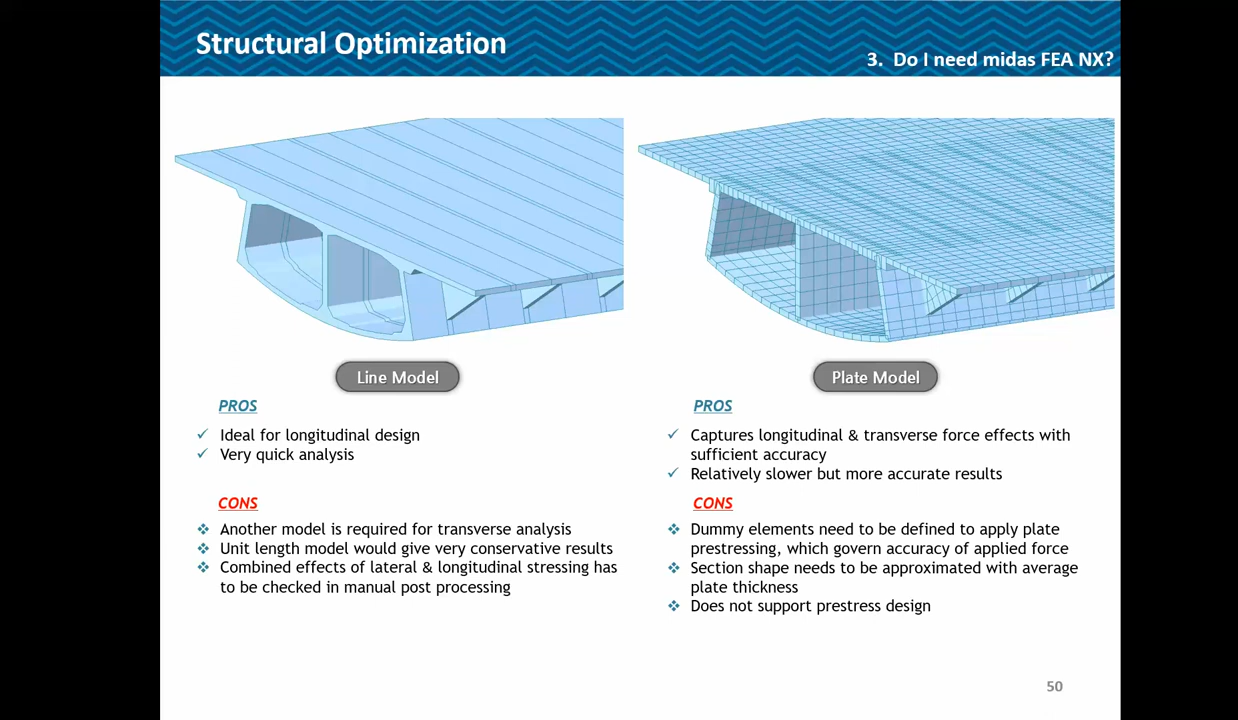 Structural Optimization
3. Do I need midas FEA NX?
Line Model
PROS
✓ Ideal for longitudinal design
✓ Very quick analysis
CONS
❖ Another model is required for transverse analysis
❖ Unit length model would give very conservative results
❖ Combined effects of lateral & longitudinal stressing has
to be checked in manual post processing
Plate Model
PROS
✓ Captures longitudinal & transverse force effects with
sufficient accuracy
✓ Relatively slower but more accurate results
CONS
❖ Dummy elements need to be defined to apply plate
prestressing, which govern accuracy of applied force
❖ Section shape needs to be approximated with average
plate thickness
❖ Does not support prestress design
50